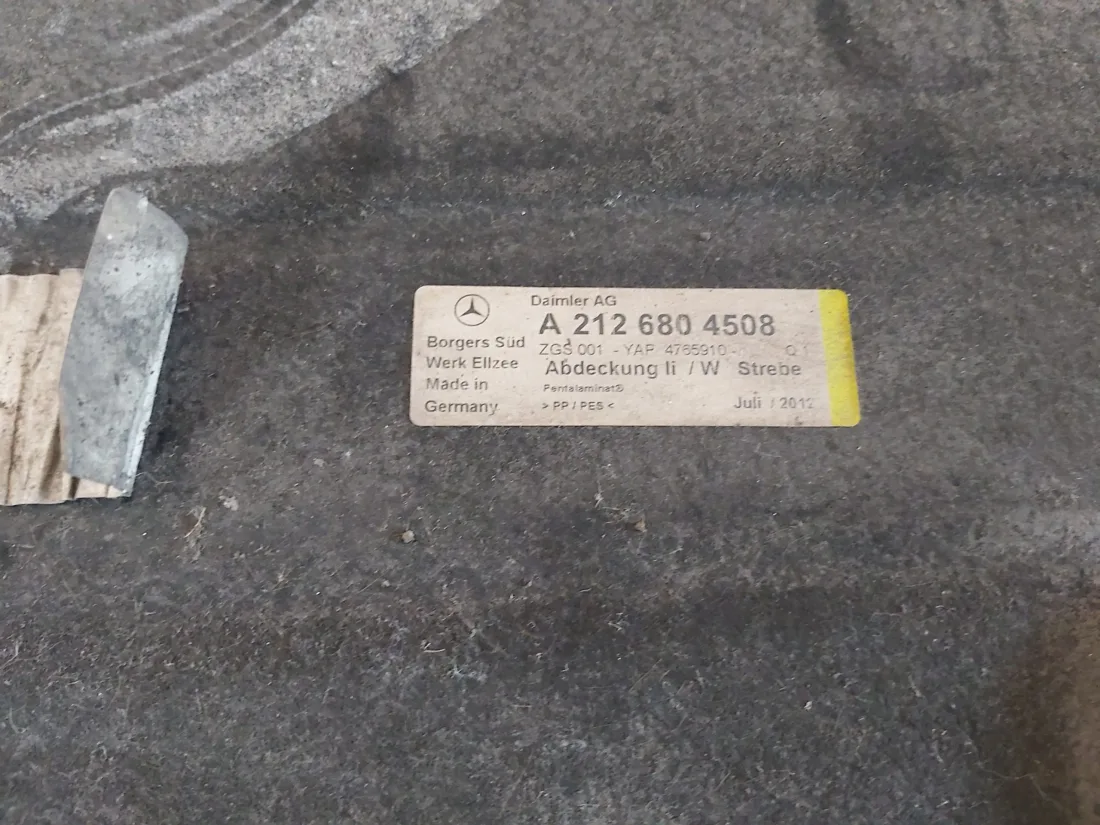 Daimler AG
A 212 680 4508
Borgers Süd
ZGS 001 - YAP 4765910 Q
Werk Ellzee
Abdeckung li / W Strebe
Made in
Pentalaminat®
Germany
> PP / PES <
Juli / 2012